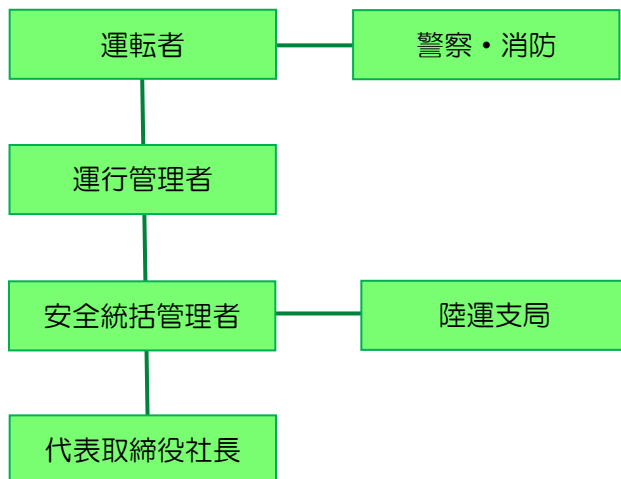 運転者
警察・消防
運行管理者
安全統括管理者
陸運支局
代表取締役社長